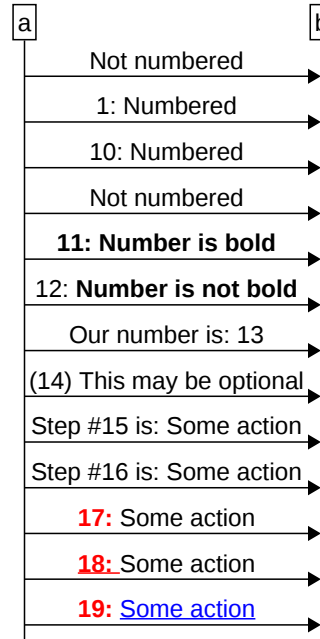 a
b
Not numbered
1: Numbered
10: Numbered
Not numbered
11: Number is bold
12: Number is not bold
Our number is: 13
(14) This may be optional
Step #15 is: Some action
Step #16 is: Some action
17: Some action
18: Some action
19: Some action